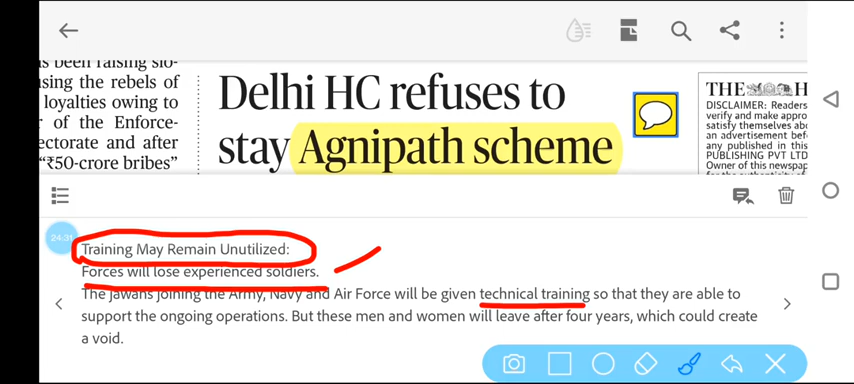 s been raising slo-
sing the rebels of
loyalties owing to
r of the Enforce-
ectorate and after
"₹50-crore bribes"
Delhi HC refuses to
stay Agnipath scheme
THE H
DISCLAIMER: Readers
verify and make appro
satisfy themselves abo
an advertisement bef
any published in this
PUBLISHING PVT LTD
Owner of this newspap
24:31
Training May Remain Unutilized:
Forces will lose experienced soldiers.
The Jawans joining the Army, Navy and Air Force will be given technical training so that they are able to
support the ongoing operations. But these men and women will leave after four years, which could create
a void.